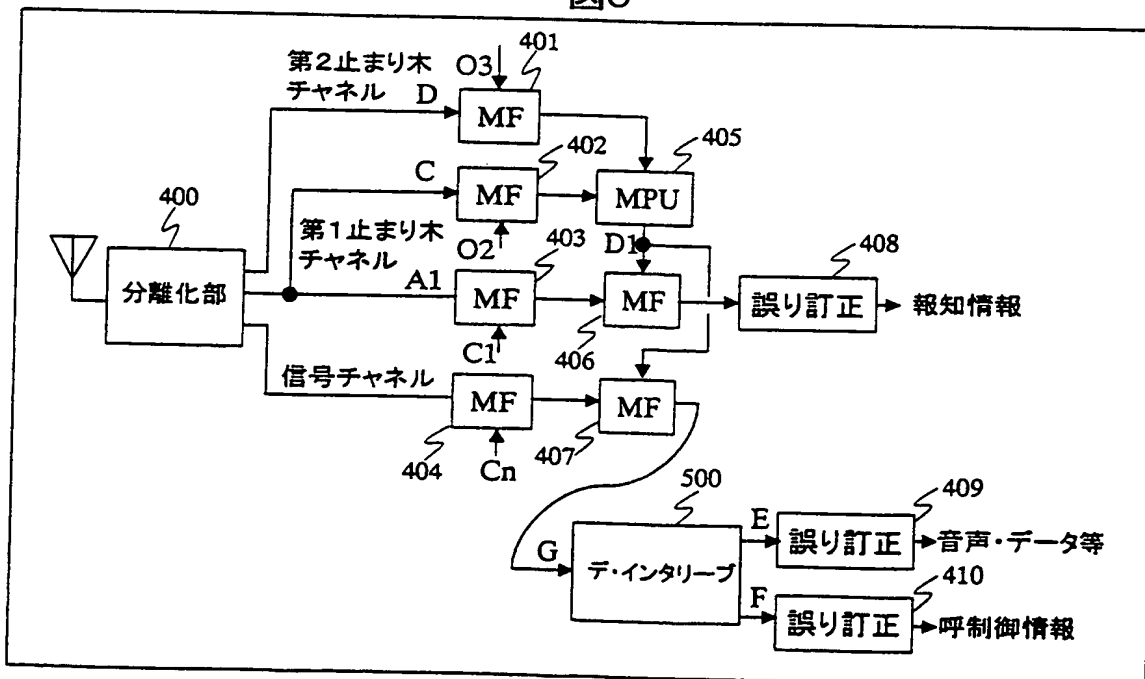 第2止まり木
チャネル
D
O3
401
MF
402
405
C
MF
MPU
400
第1止まり木
チャネル
O2
403
D1
408
分離化部
A1
MF
MF
誤り訂正
報知情報
C1
406
信号チャネル
MF
MF
404
Cn
407
500
409
E
誤り訂正
音声・データ等
G
デ・インタリーブ
410
F
誤り訂正
呼制御情報